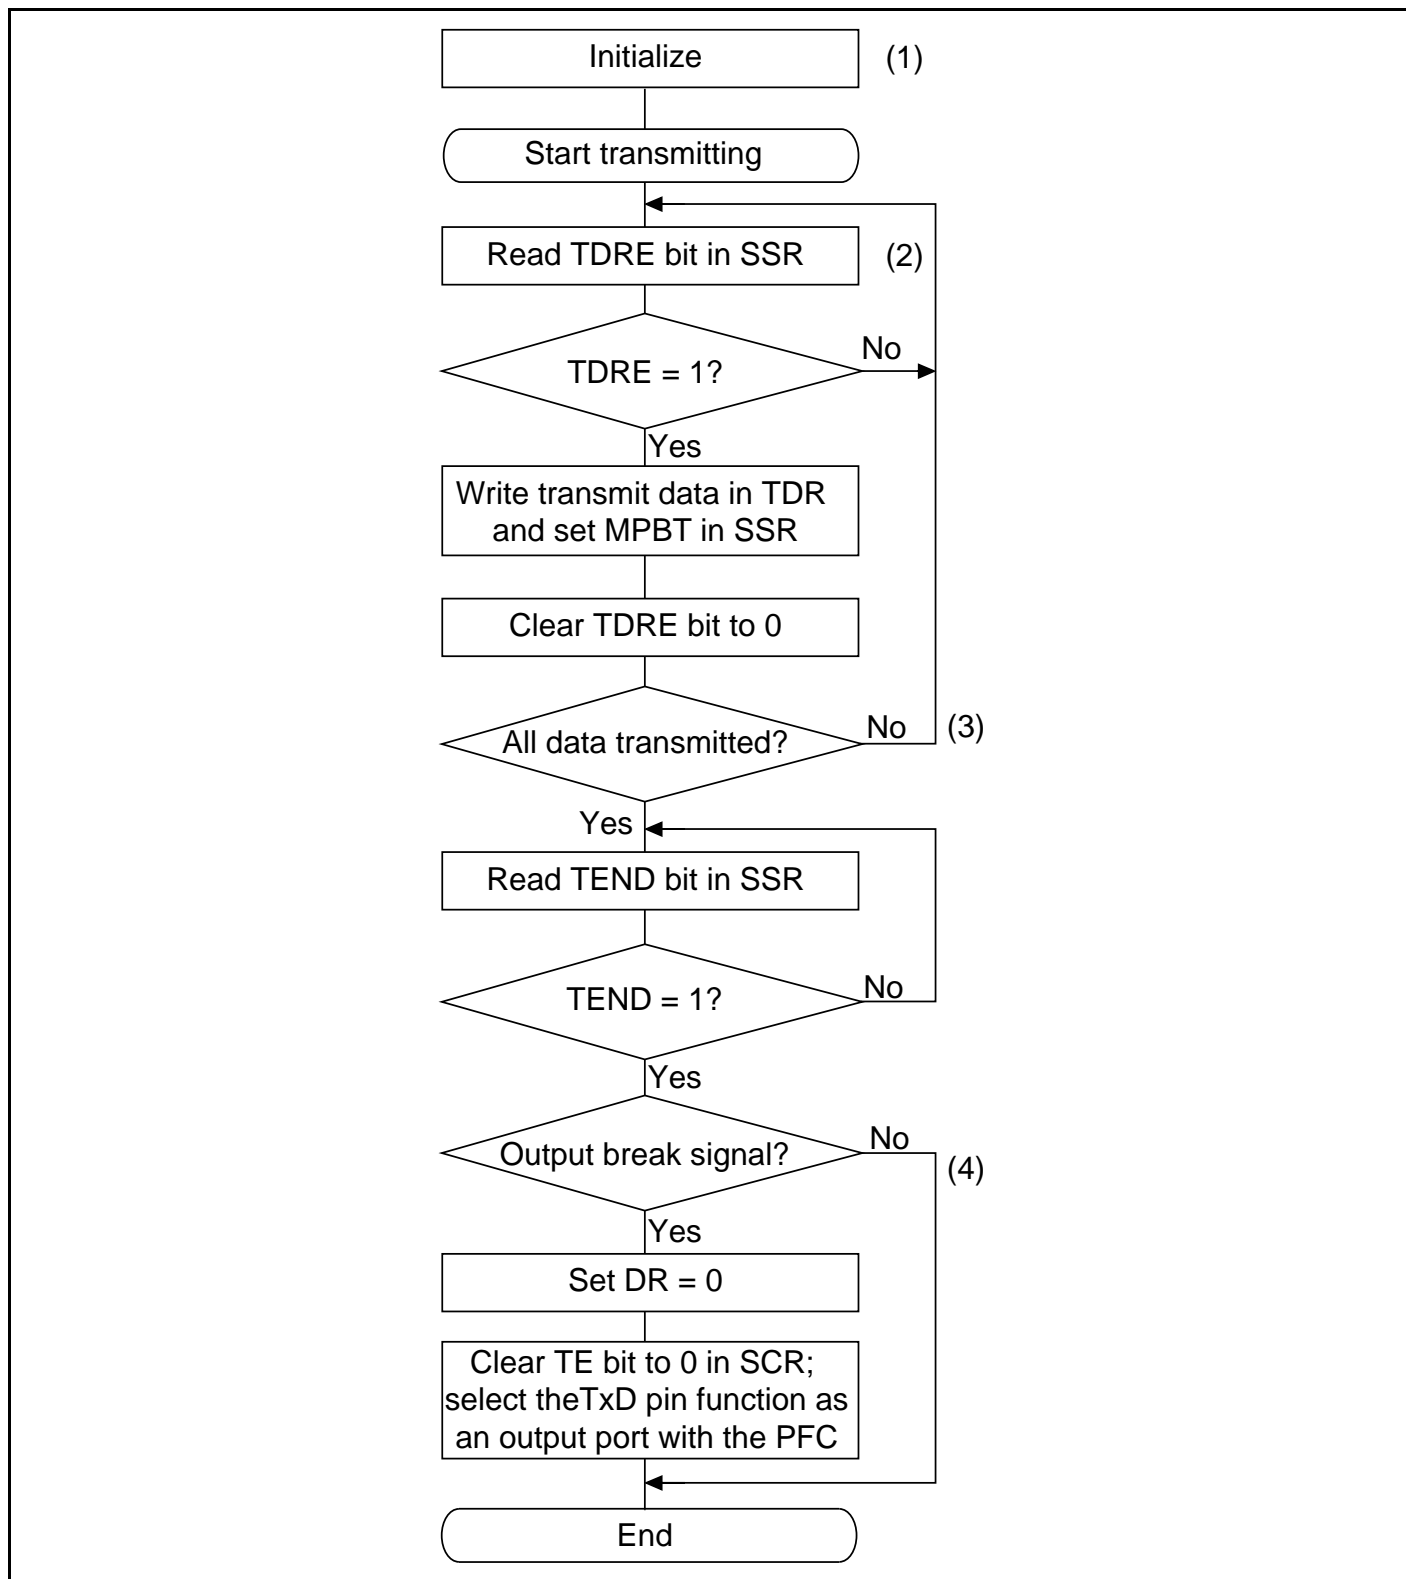 Initialize (1)
Start transmitting
Read TDRE bit in SSR (2)
No
TDRE = 1?
Yes
Write transmit data in TDR
and set MPBT in SSR
Clear TDRE bit to 0
No (3)
All data transmitted?
Yes
Read TEND bit in SSR
No
TEND = 1?
Yes
No
Output break signal? (4)
Yes
Set DR = 0
Clear TE bit to 0 in SCR;
select theTxD pin function as
an output port with the PFC
End